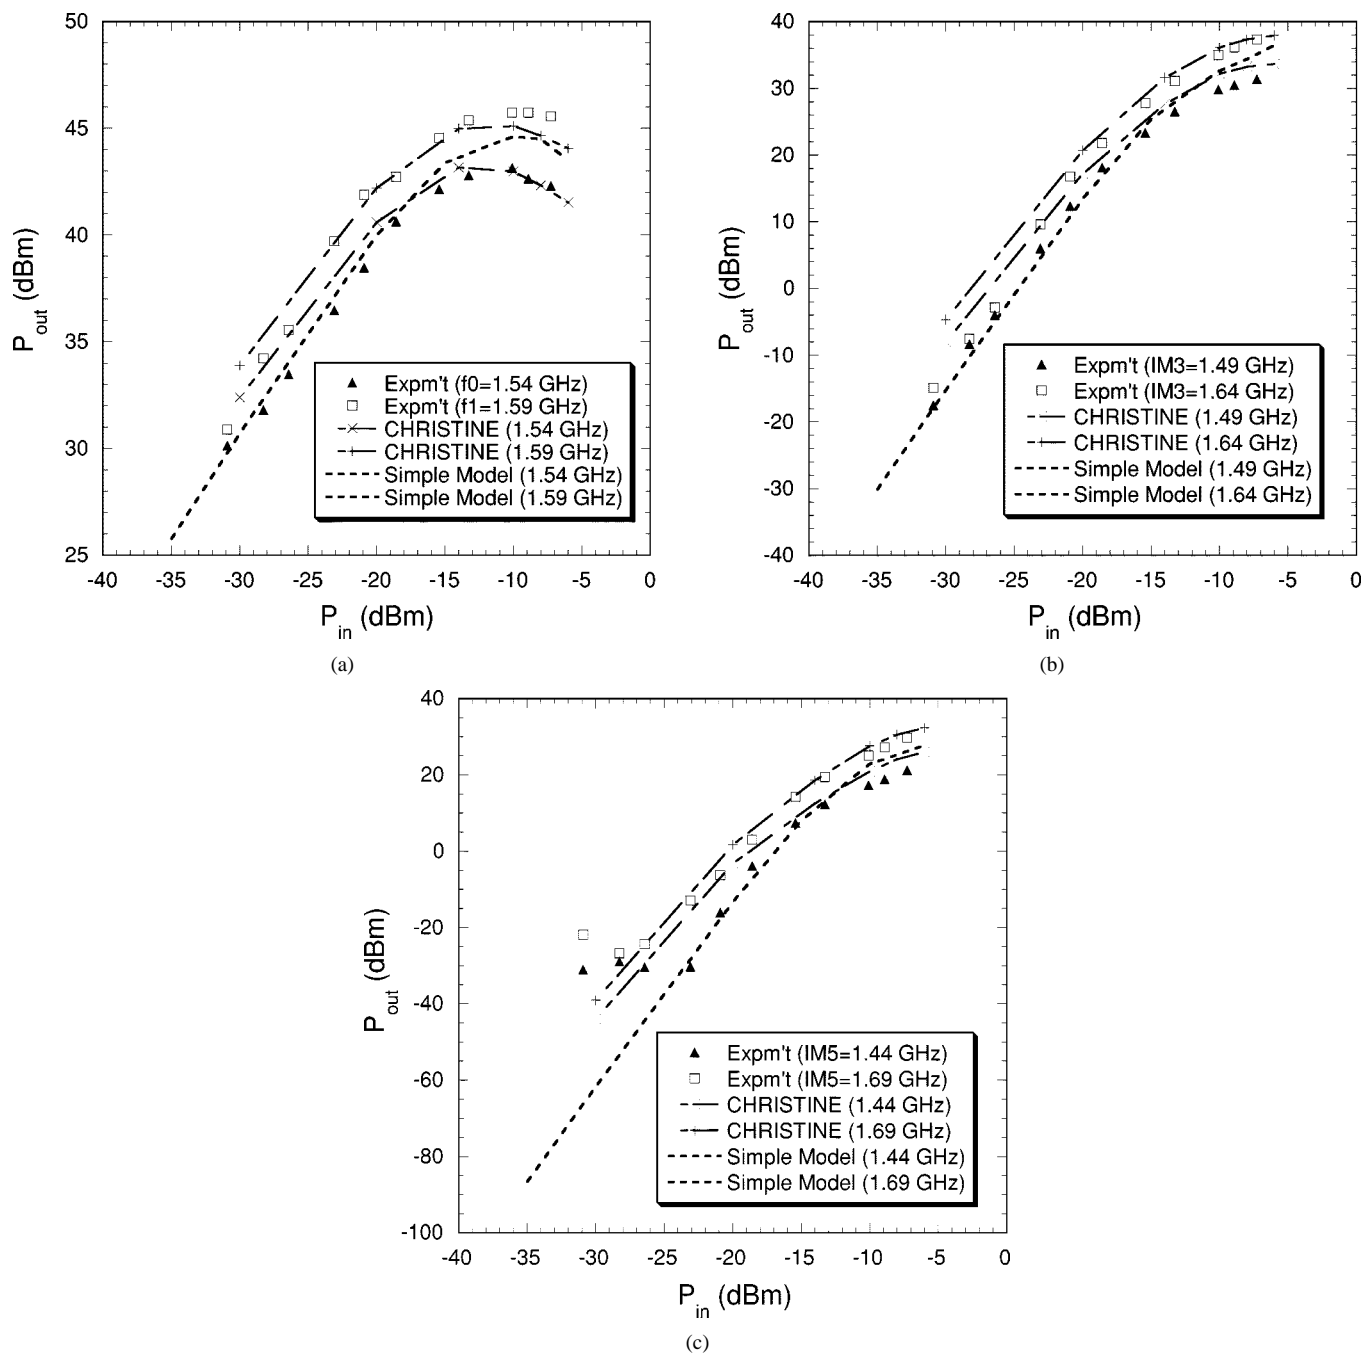 50
45
40
35
30
25
P_out (dBm)
-40 -35 -30 -25 -20 -15 -10 -5 0
P_in (dBm)
Expm't (f0=1.54 GHz)
Expm't (f1=1.59 GHz)
CHRISTINE (1.54 GHz)
CHRISTINE (1.59 GHz)
Simple Model (1.54 GHz)
Simple Model (1.59 GHz)
(a)
40
30
20
10
0
-10
-20
-30
-40
P_out (dBm)
-40 -35 -30 -25 -20 -15 -10 -5 0
P_in (dBm)
Expm't (IM3=1.49 GHz)
Expm't (IM3=1.64 GHz)
CHRISTINE (1.49 GHz)
CHRISTINE (1.64 GHz)
Simple Model (1.49 GHz)
Simple Model (1.64 GHz)
(b)
40
20
0
-20
-40
-60
-80
-100
P_out (dBm)
-40 -35 -30 -25 -20 -15 -10 -5 0
P_in (dBm)
Expm't (IM5=1.44 GHz)
Expm't (IM5=1.69 GHz)
CHRISTINE (1.44 GHz)
CHRISTINE (1.69 GHz)
Simple Model (1.44 GHz)
Simple Model (1.69 GHz)
(c)